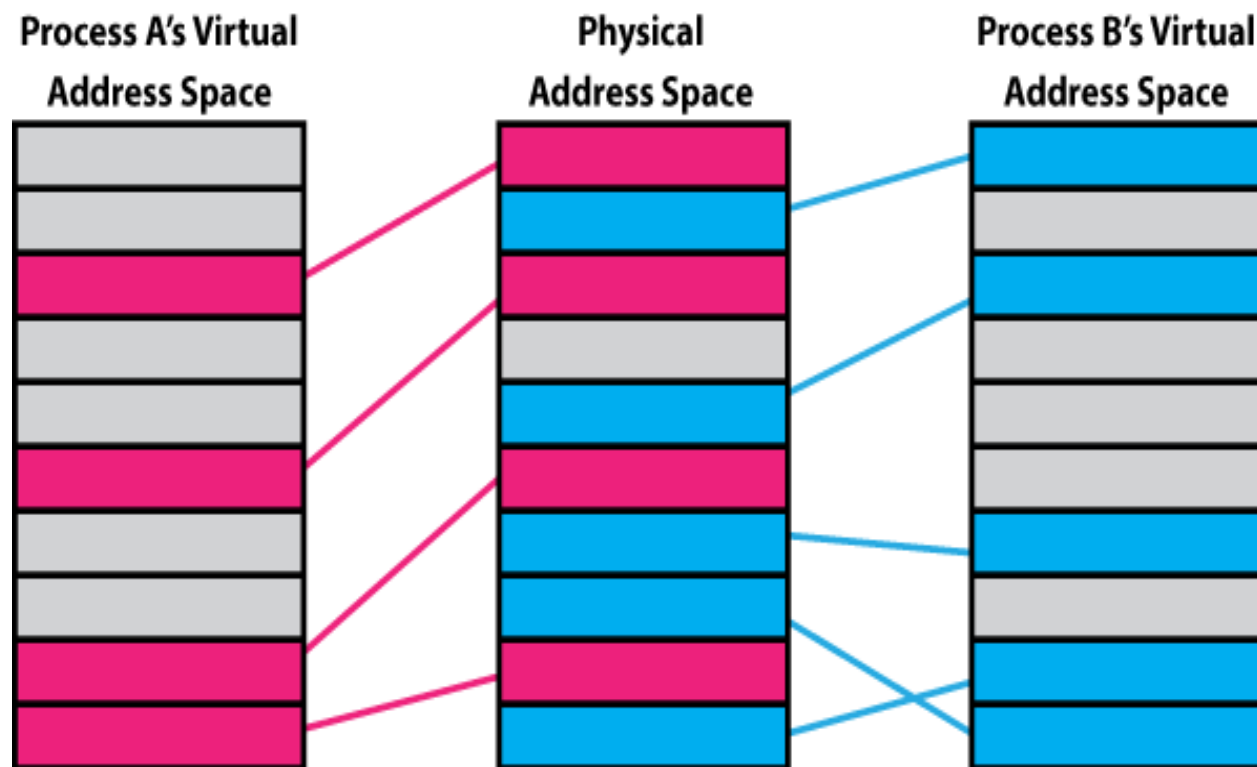 Process A's Virtual
Address Space
Physical
Address Space
Process B's Virtual
Address Space